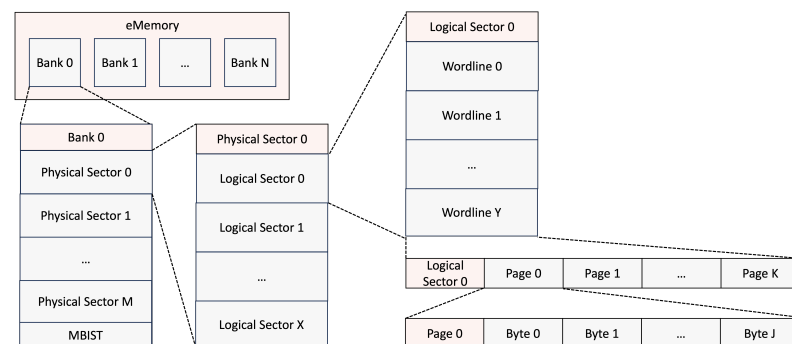 eMemory
Bank 0
Bank 1
...
Bank N
Bank 0
Physical Sector 0
Physical Sector 1
...
Physical Sector M
MBIST
Physical Sector 0
Logical Sector 0
Logical Sector 1
...
Logical Sector X
Logical Sector 0
Wordline 0
Wordline 1
...
Wordline Y
Logical
Sector 0
Page 0
Page 1
...
Page K
Page 0
Byte 0
Byte 1
...
Byte J